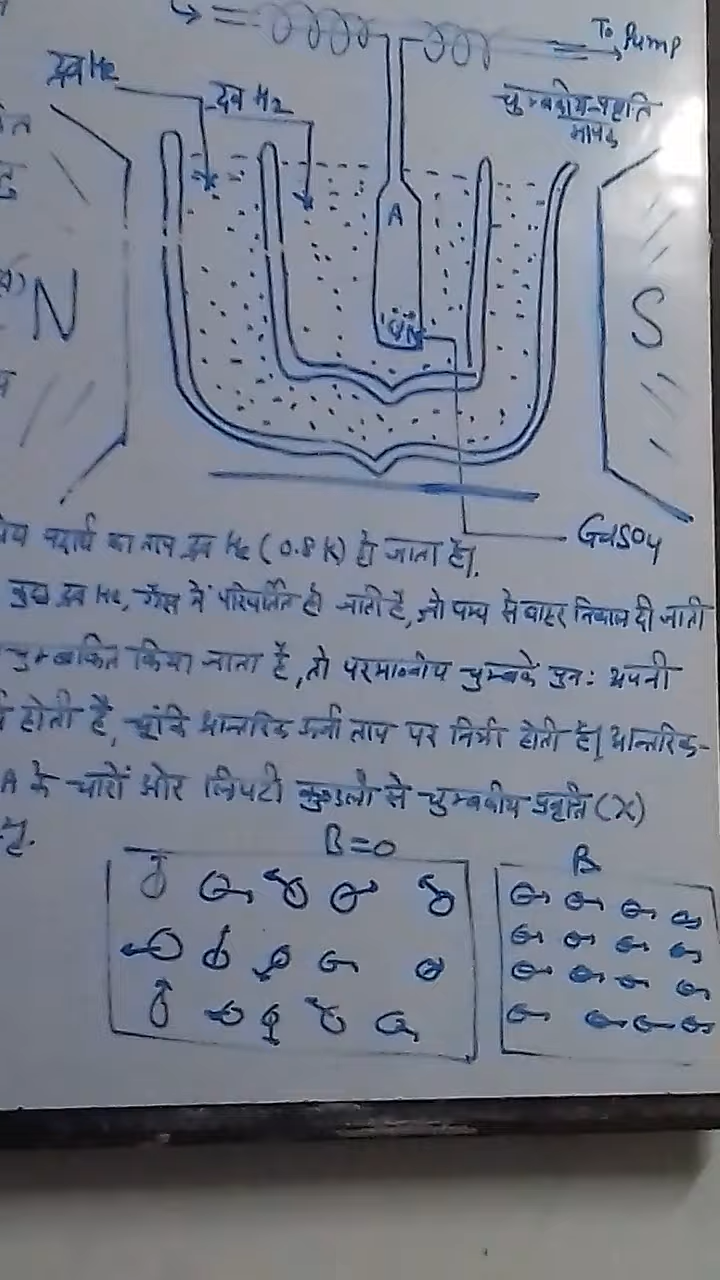 To Pump
द्रव He
द्रव H2
चुम्बकीय प्रवृत्ति
मापक
A
N
S
GdSO4
पदार्थ का ताप द्रव He (0.8K) हो जाता है।
कुछ द्रव He, गैस में परिवर्तित हो जाती है, जो पम्प से बाहर निकाल दी जाती
चुम्बकित किया जाता है, तो परमाण्वीय चुम्बके पुनः अपनी
होती है, चूंकि आन्तरिक ऊर्जा ताप पर निर्भर होती है। आन्तरिक-
A के चारों ओर लिपटी कुण्डली से चुम्बकीय प्रवृत्ति (χ)
B=0
B